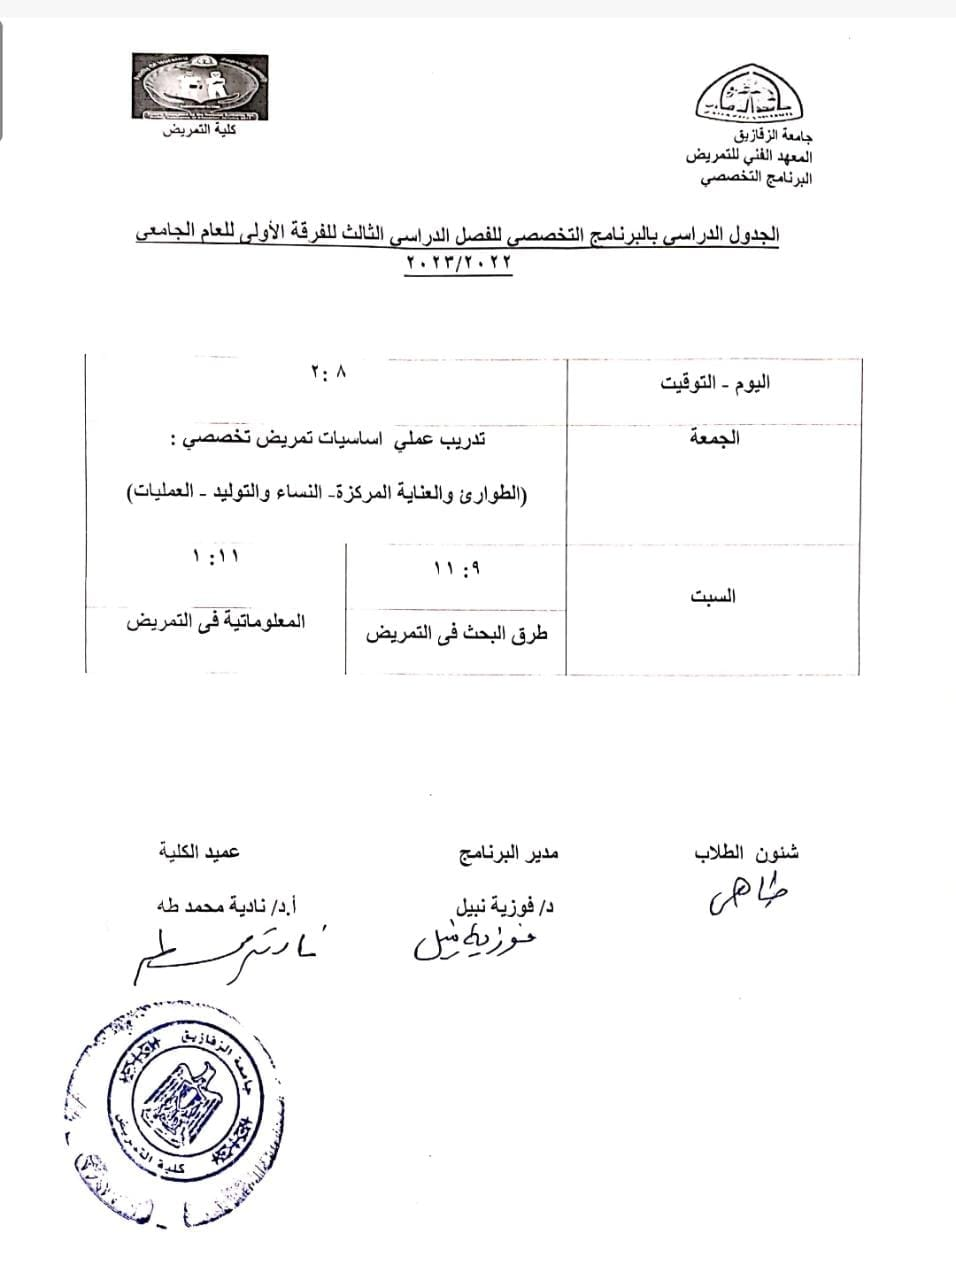 جامعة الزقازيق
المعهد الفني للتمريض
البرنامج التخصصي
كلية التمريض
الجدول الدراسي بالبرنامج التخصصي للفصل الدراسي الثالث للفرقة الأولى للعام الجامعى
٢٠٢٣/٢٠٢٢
اليوم - التوقيت
٨ :٢
الجمعة
تدريب عملي اساسيات تمريض تخصصي :
(الطوارئ والعناية المركزة- النساء والتوليد - العمليات)
السبت
٩: ١١
١١: ١
طرق البحث فى التمريض
المعلوماتية فى التمريض
شئون الطلاب
مدير البرنامج
عميد الكلية
د/ فوزية نبيل
أ.د/ نادية محمد طه
فوزية نبيل
جامعة الزقازيق
كلية التمريض